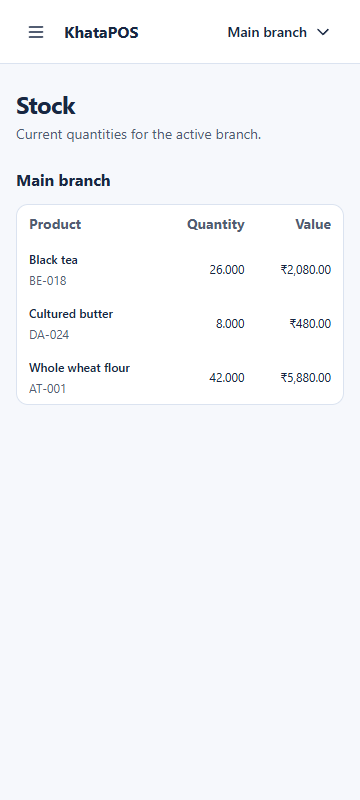 KhataPOS Main branch
Stock
Current quantities for the active branch.
Main branch
Product Quantity Value
Black tea
BE-018 26.000 ₹2,080.00
Cultured butter
DA-024 8.000 ₹480.00
Whole wheat flour
AT-001 42.000 ₹5,880.00